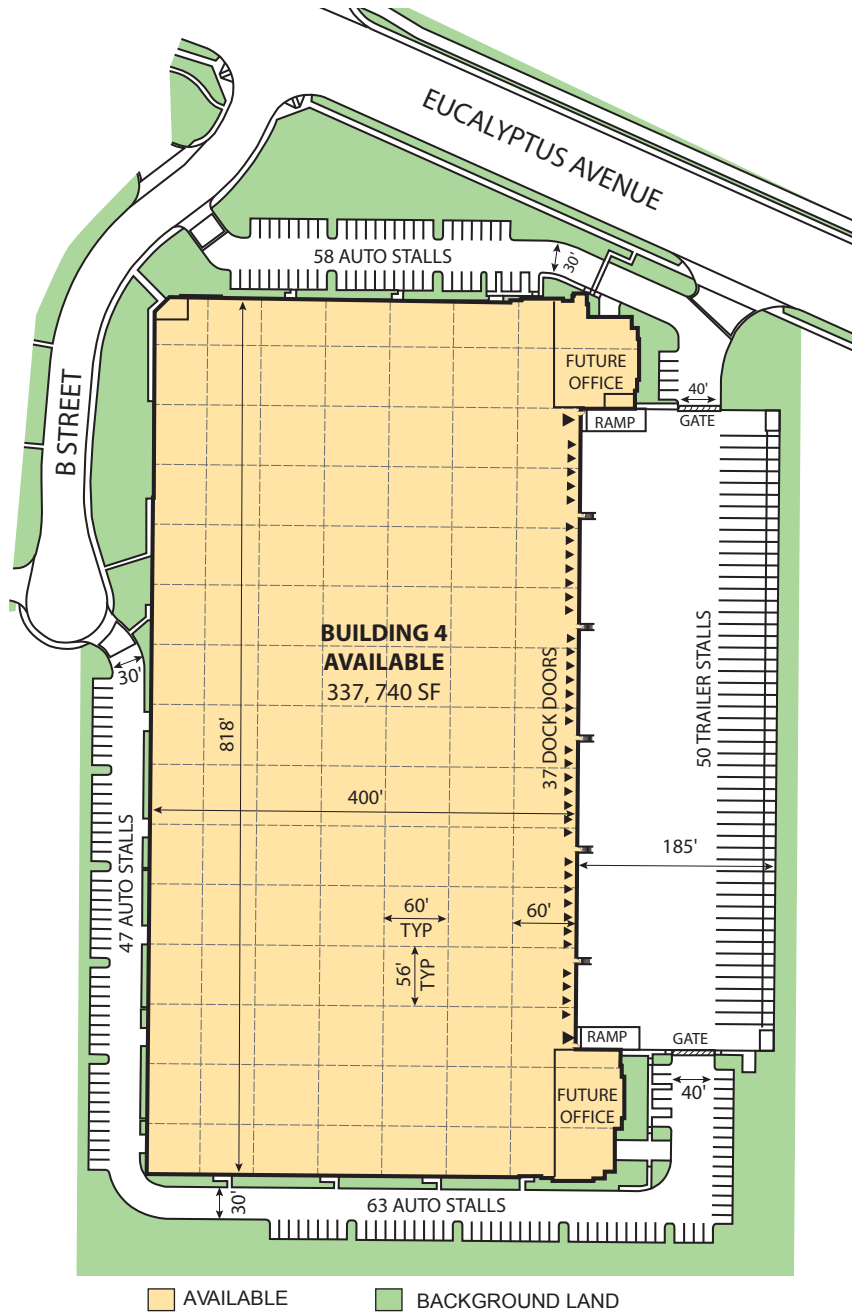 EUCALYPTUS AVENUE
58 AUTO STALLS
30'
FUTURE
OFFICE
40'
RAMP
GATE
B STREET
BUILDING 4
AVAILABLE
337, 740 SF
30'
818'
37 DOCK DOORS
50 TRAILER STALLS
400'
185'
47 AUTO STALLS
60'
TYP
60'
56'
TYP
RAMP
GATE
FUTURE
OFFICE
40'
30'
63 AUTO STALLS
AVAILABLE
BACKGROUND LAND